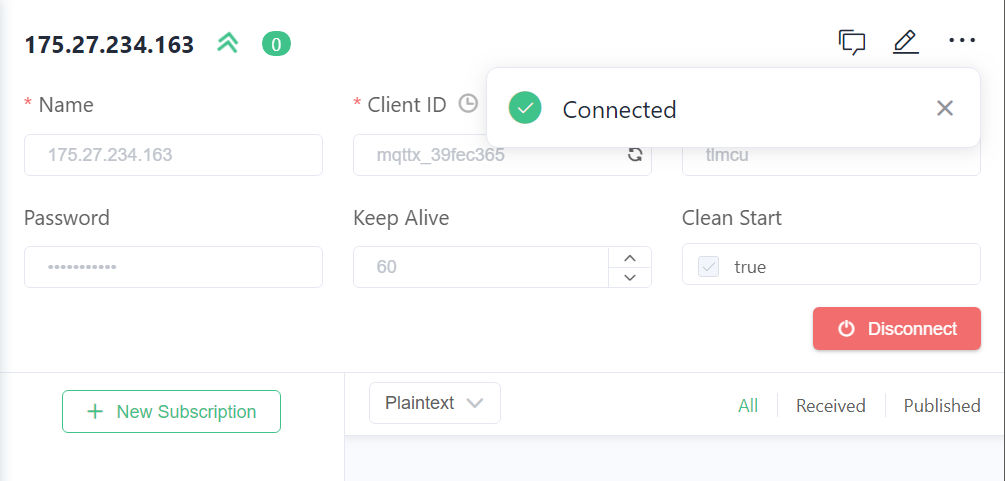 175.27.234.163 0
* Name
* Client ID
Connected
175.27.234.163
mqttx_39fec365
tlmcu
Password
Keep Alive
Clean Start
•••••••••••
60
true
Disconnect
+ New Subscription
Plaintext
All
Received
Published